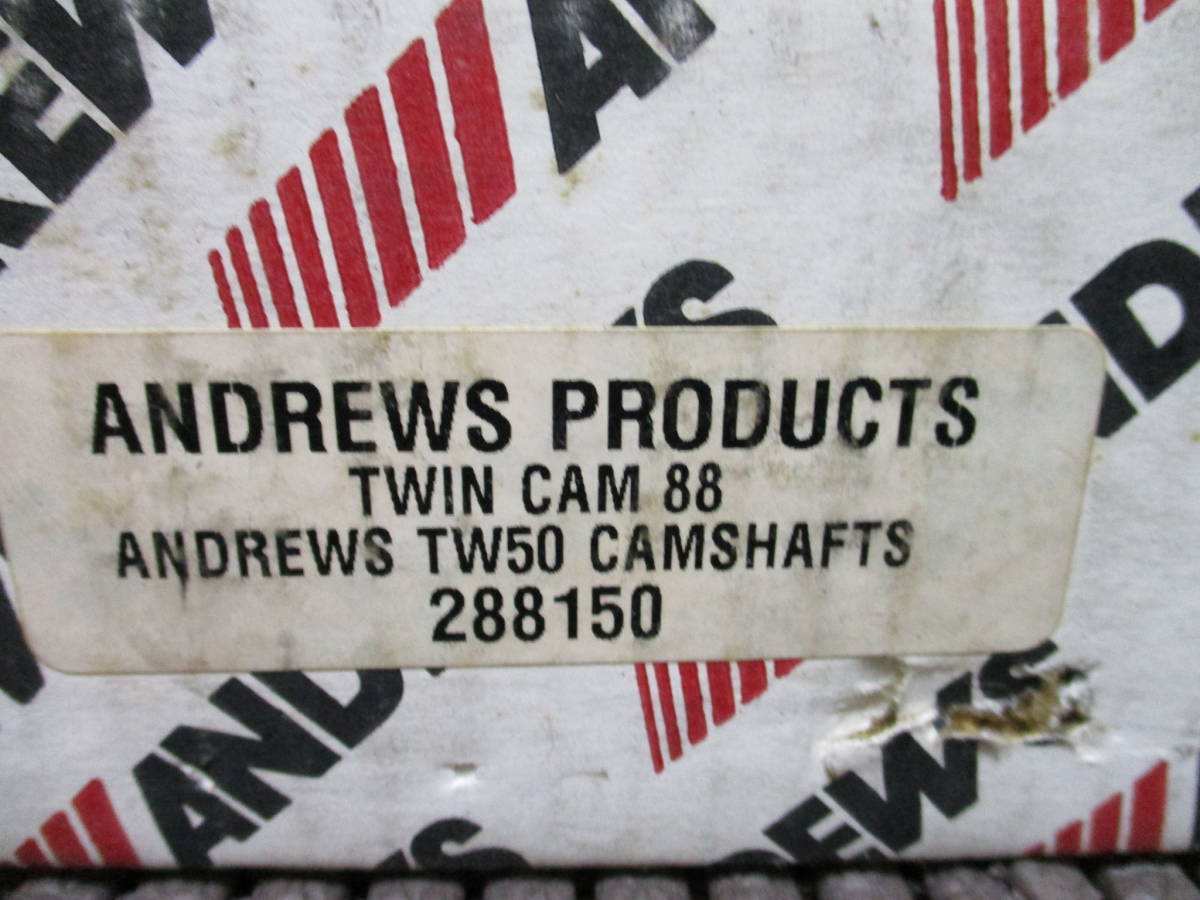 ANDREWS PRODUCTS
TWIN CAM 88
ANDREWS TW50 CAMSHAFTS
288150